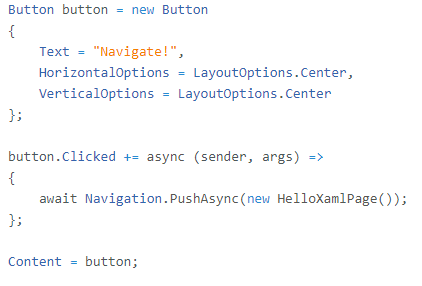 Button button = new Button
{
    Text = "Navigate!",
    HorizontalOptions = LayoutOptions.Center,
    VerticalOptions = LayoutOptions.Center
};

button.Clicked += async (sender, args) =>
{
    await Navigation.PushAsync(new HelloXamlPage());
};

Content = button;